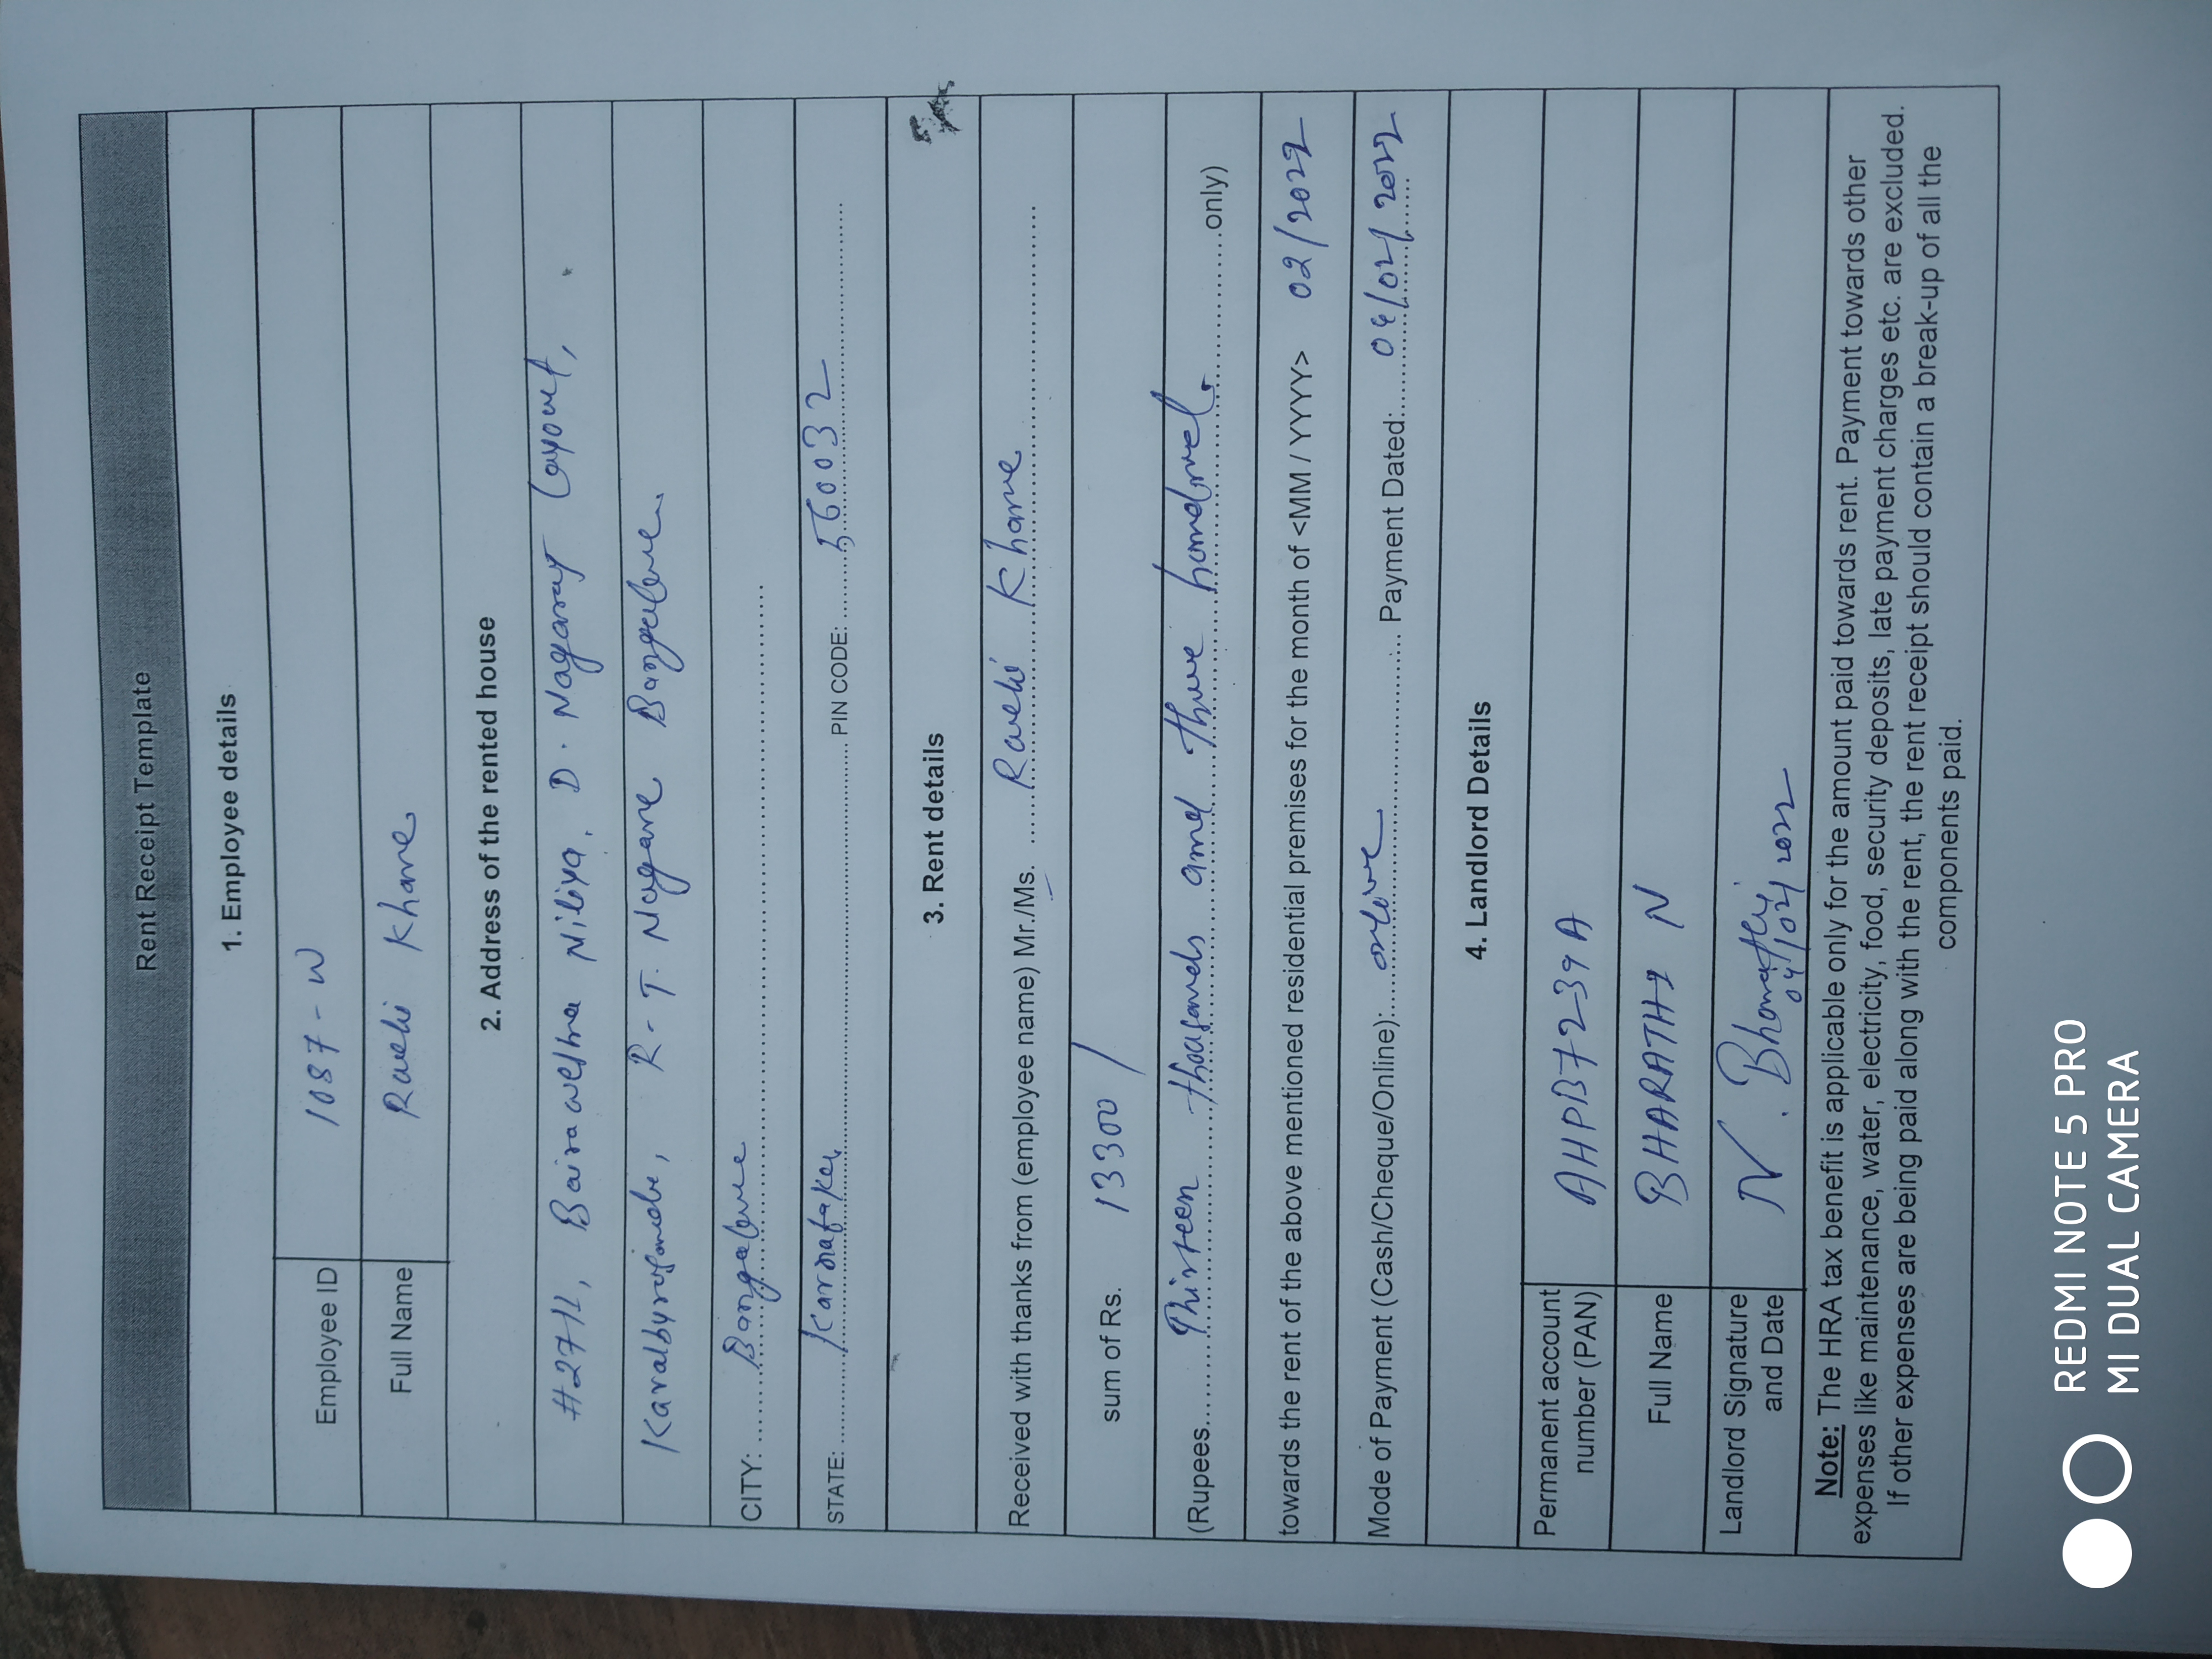 Rent Receipt Template
1. Employee details
Employee ID 1087-W
Full Name Khare
2. Address of the rented house
#27/1, Niliya, D. Nagaraj Layout,
R. T. Nagar Bangalore.
CITY: Bangalore
STATE: Karnataka PIN CODE: 560032
3. Rent details
Received with thanks from (employee name) Mr./Ms. Khare
sum of Rs. 13300/
(Rupees Thirteen thousands and three hundred. only)
towards the rent of the above mentioned residential premises for the month of <MM / YYYY> 02/2022
Mode of Payment (Cash/Cheque/Online): online Payment Dated: 04/02/2022
4. Landlord Details
Permanent account
number (PAN) AHPB7239A
Full Name BHARATHI N
Landlord Signature
and Date N. Bharathi
04/02/2022
Note: The HRA tax benefit is applicable only for the amount paid towards rent. Payment towards other
expenses like maintenance, water, electricity, food, security deposits, late payment charges etc. are excluded.
If other expenses are being paid along with the rent, the rent receipt should contain a break-up of all the
components paid.
REDMI NOTE 5 PRO
MI DUAL CAMERA